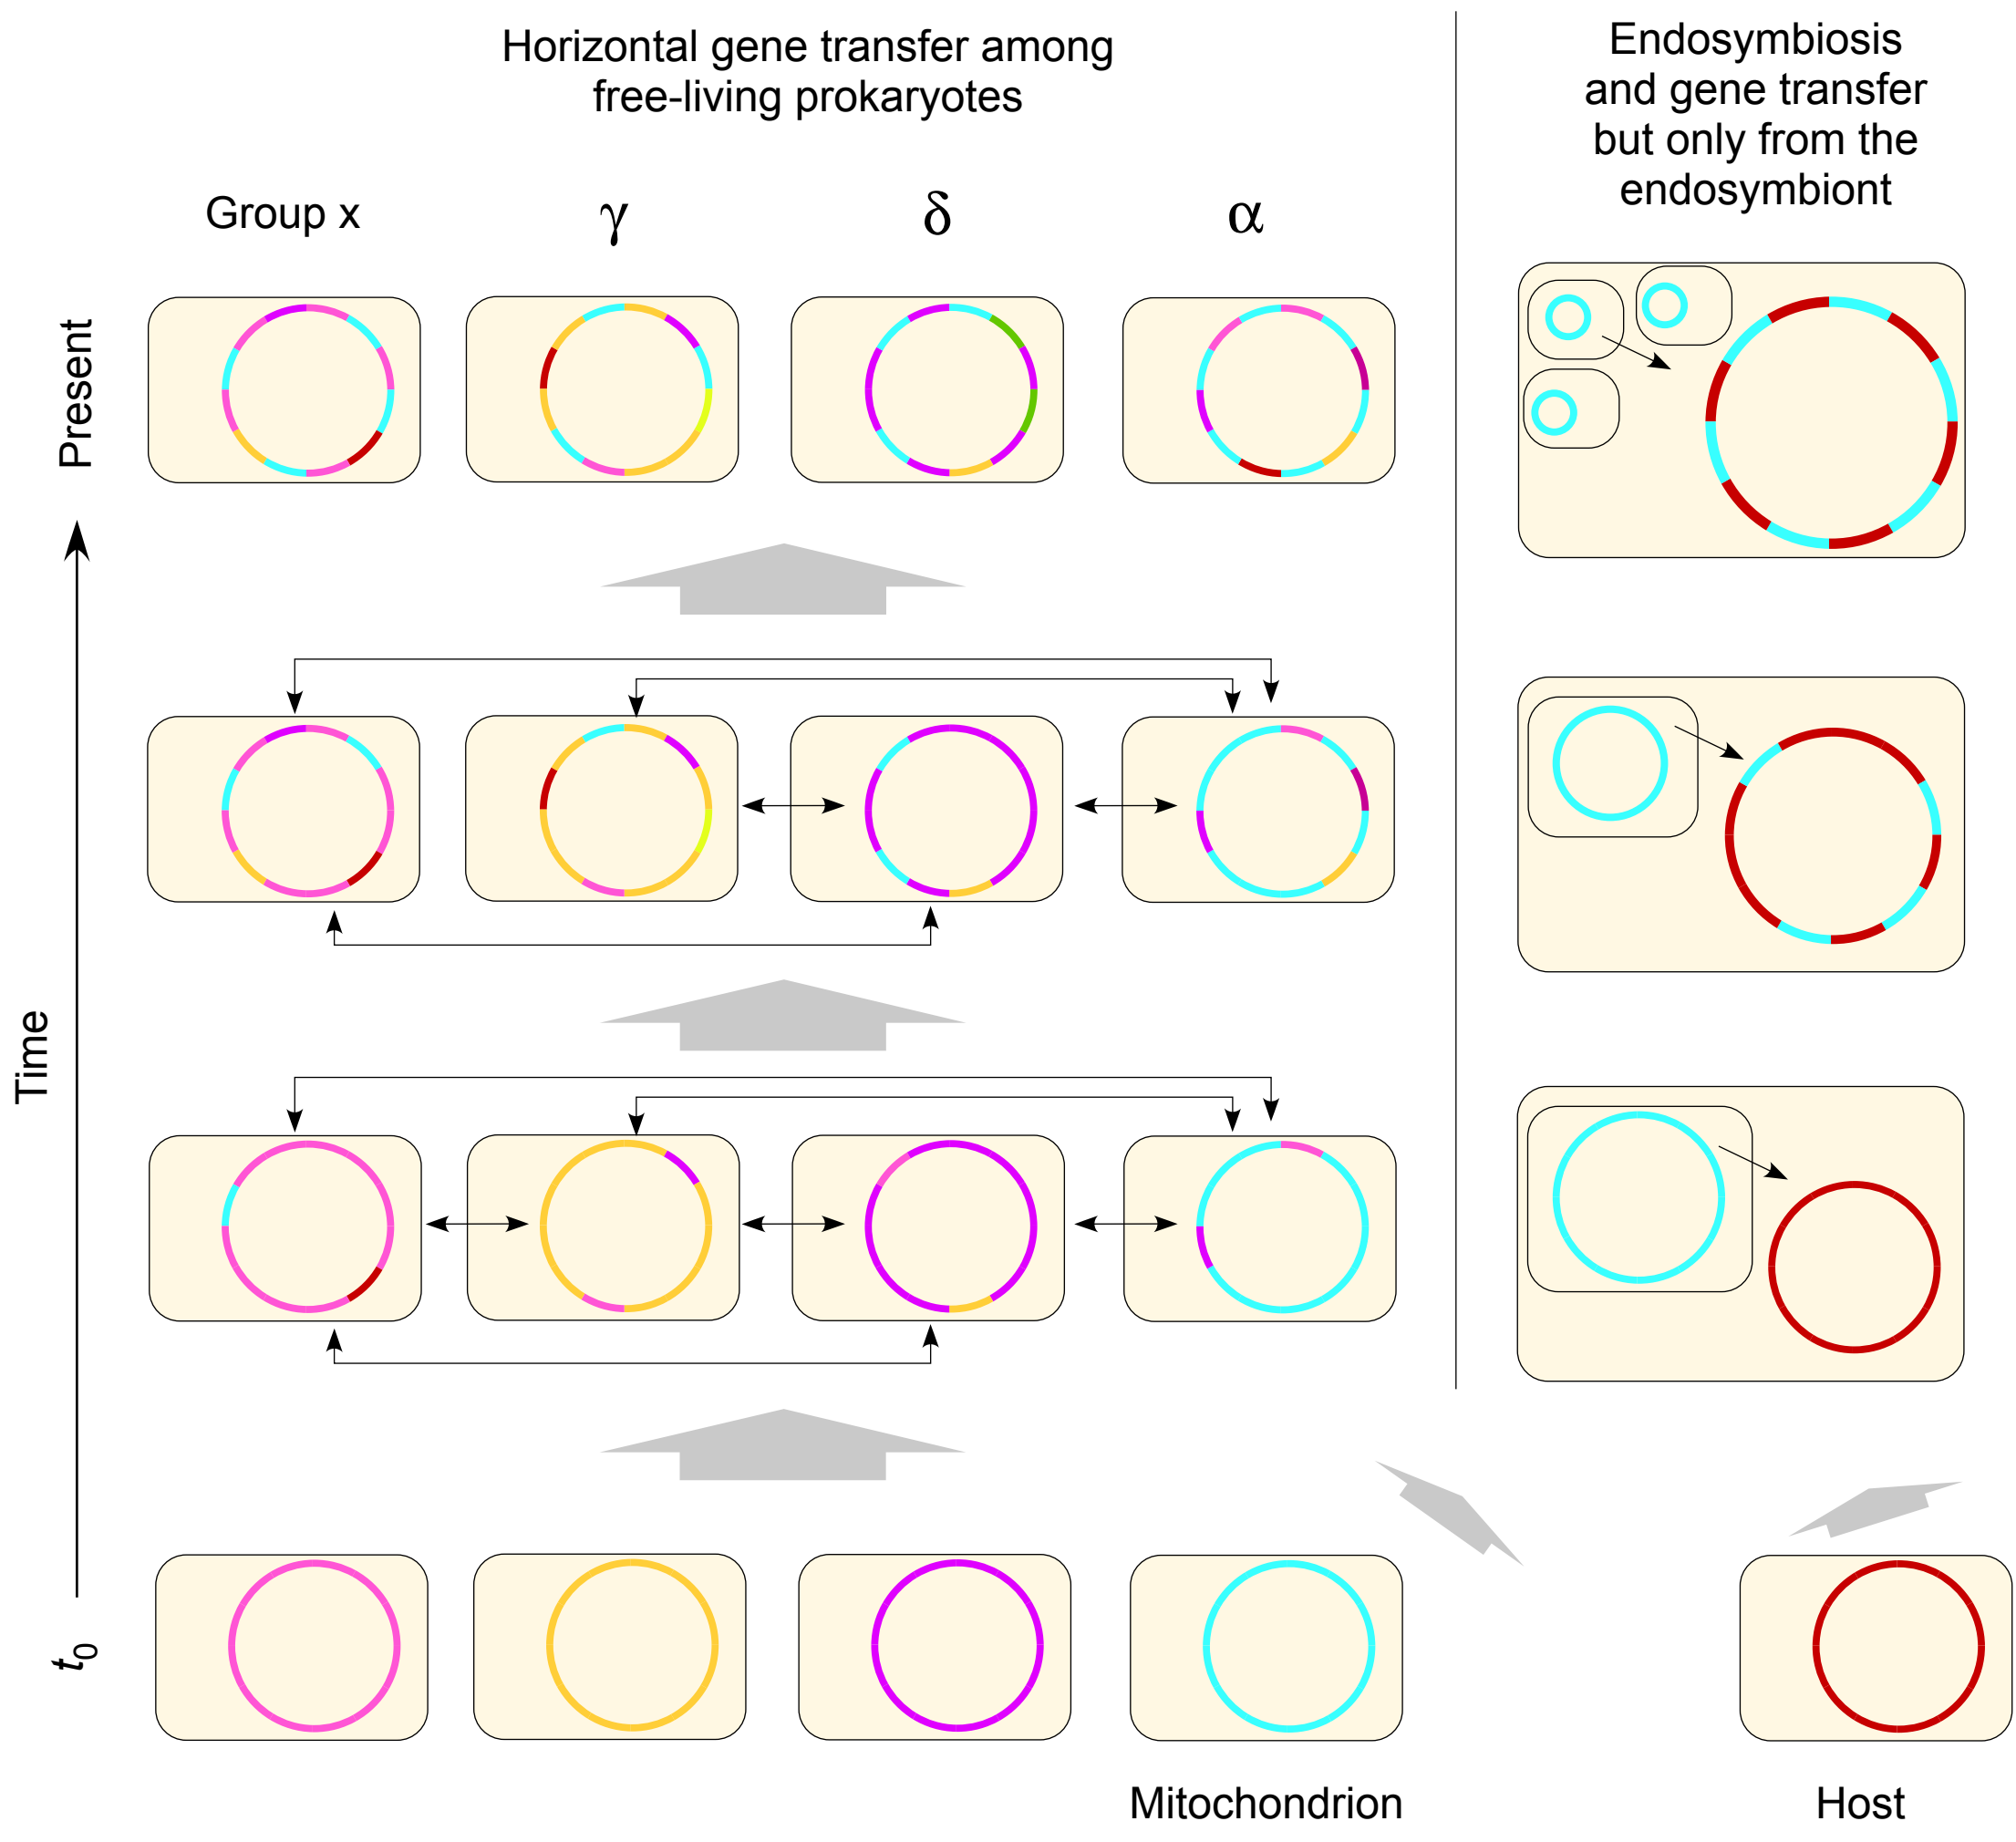 Horizontal gene transfer among
free-living prokaryotes
Endosymbiosis
and gene transfer
but only from the
endosymbiont
Group x
γ
δ
α
Present
Time
t0
Mitochondrion
Host